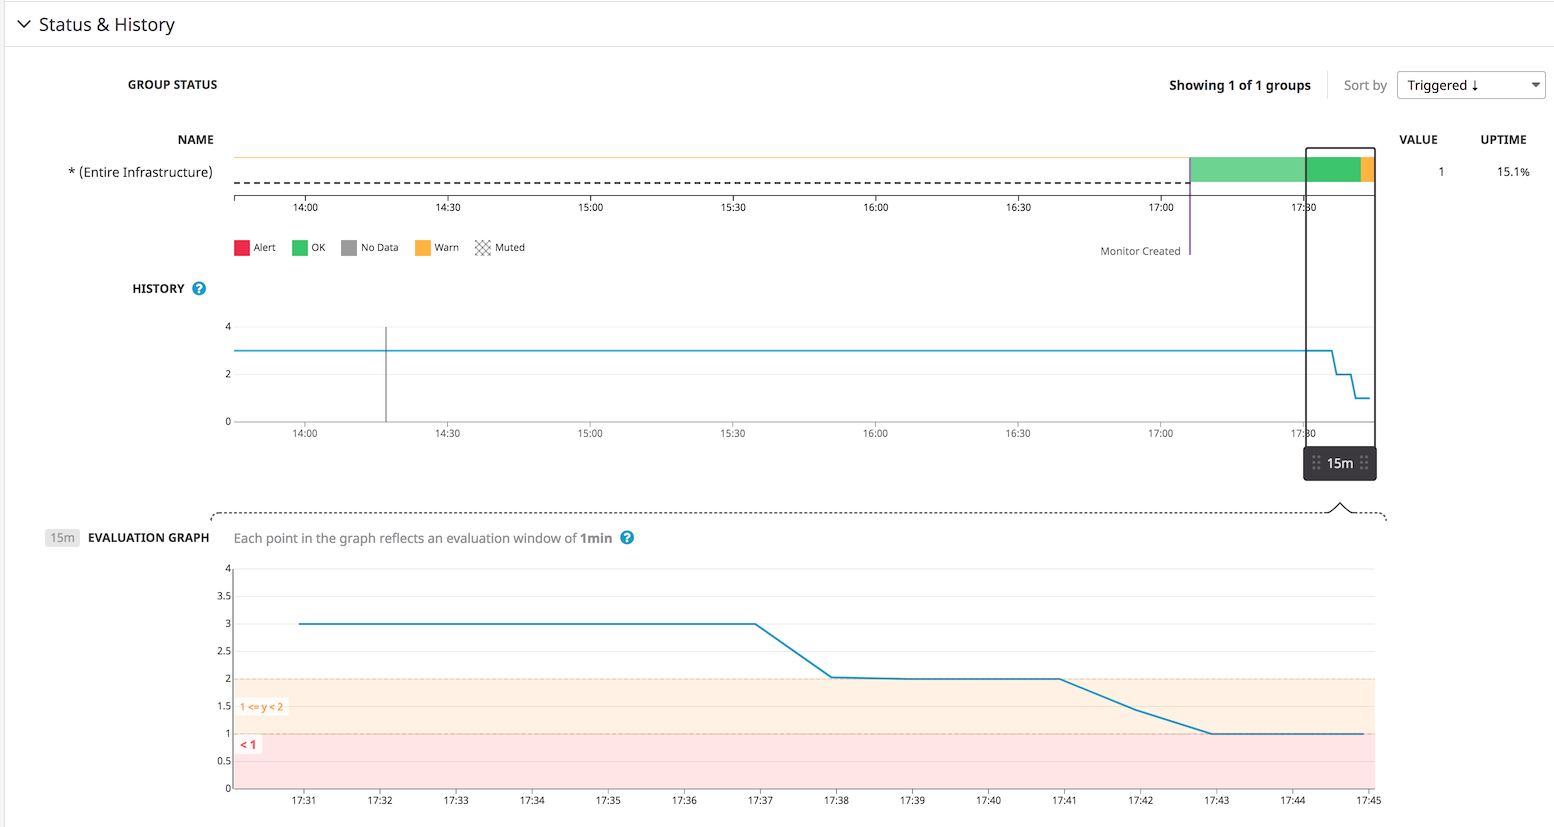 Status & History
GROUP STATUS
Showing 1 of 1 groups
Sort by
Triggered ↓
NAME
VALUE
UPTIME
* (Entire Infrastructure)
1
15.1%
14:00 14:30 15:00 15:30 16:00 16:30 17:00 17:30
Alert OK No Data Warn Muted
Monitor Created
HISTORY ?
4
2
0
14:00 14:30 15:00 15:30 16:00 16:30 17:00 17:30
15m
15m EVALUATION GRAPH Each point in the graph reflects an evaluation window of 1min ?
4
3.5
3
2.5
2
1.5
1 <= y < 2
1
< 1
0.5
0
17:31 17:32 17:33 17:34 17:35 17:36 17:37 17:38 17:39 17:40 17:41 17:42 17:43 17:44 17:45